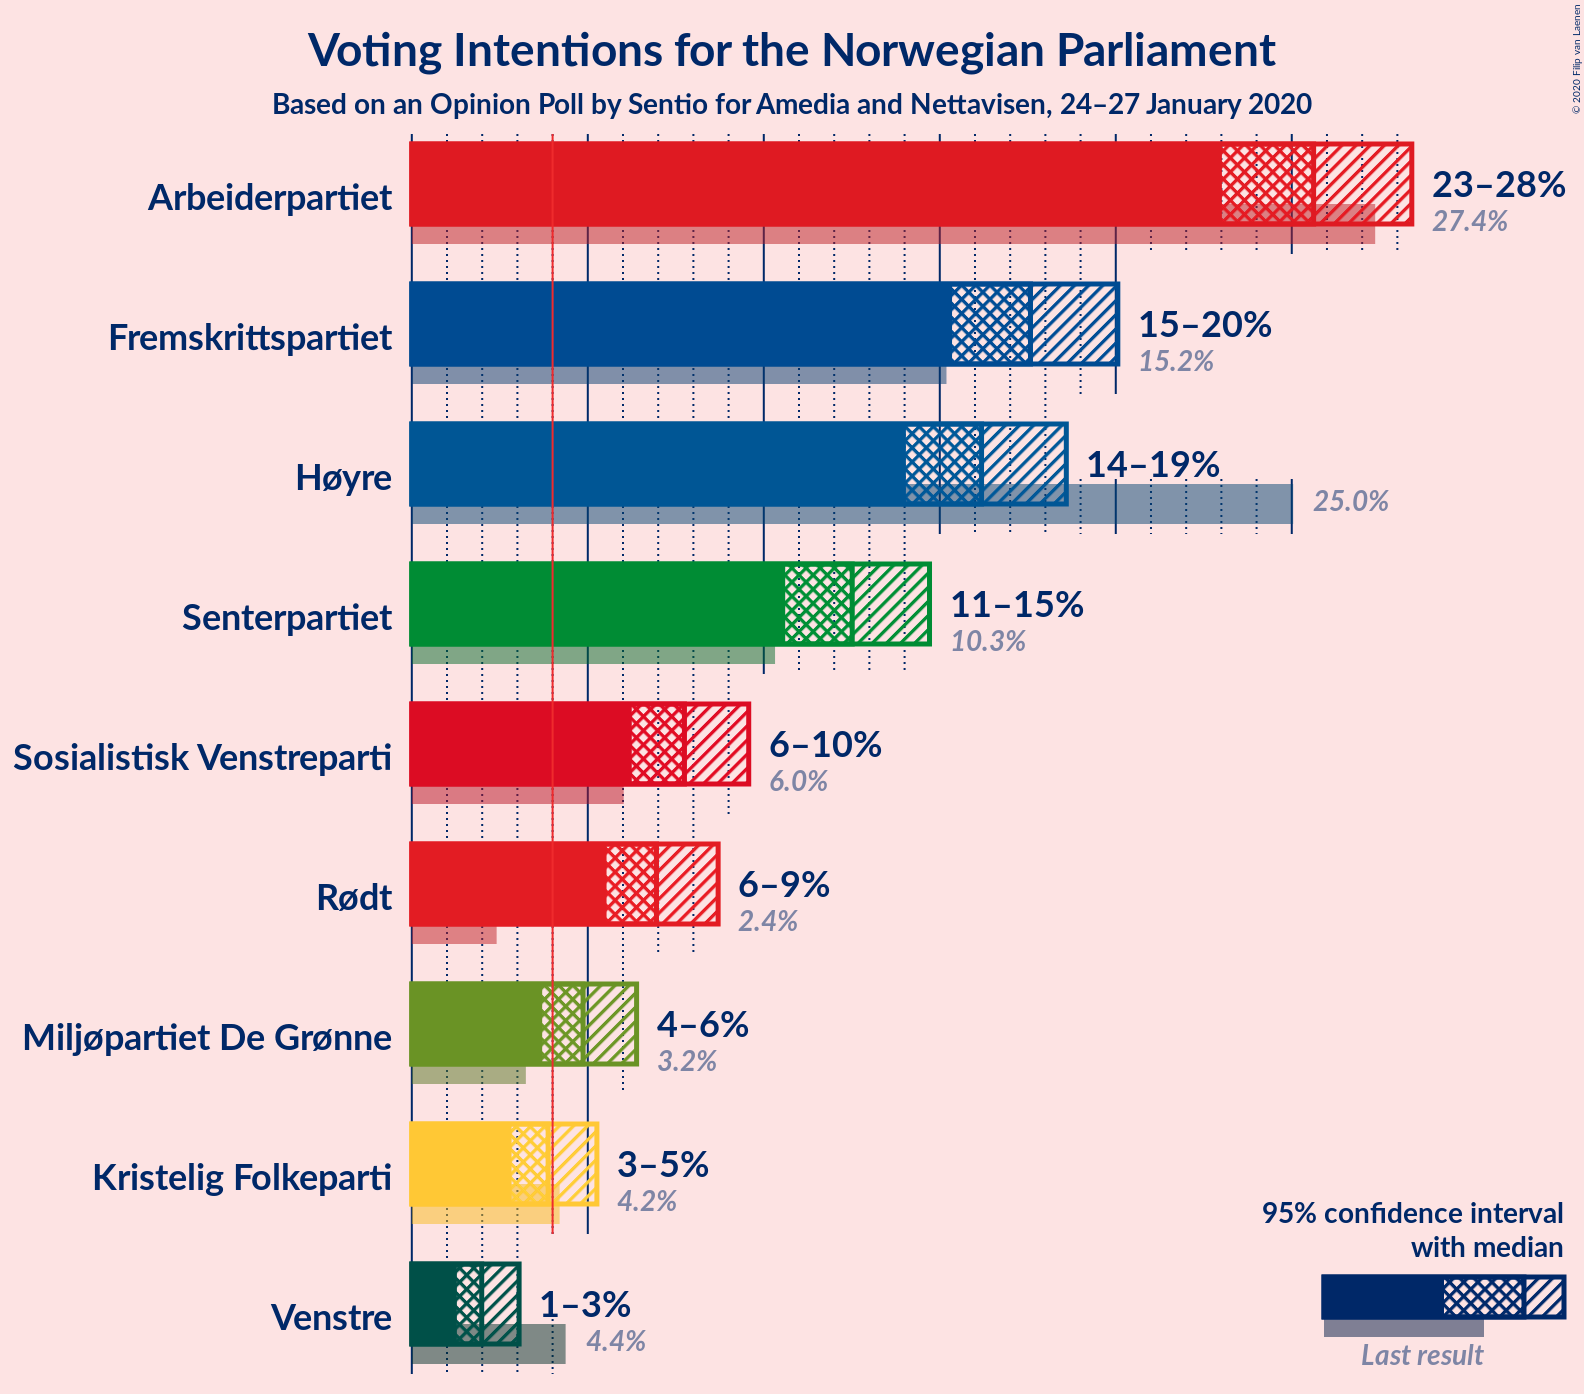 Voting Intentions for the Norwegian Parliament
Based on an Opinion Poll by Sentio for Amedia and Nettavisen, 24–27 January 2020
© 2020 Filip van Laenen
Arbeiderpartiet
23–28%
27.4%
Fremskrittspartiet
15–20%
15.2%
Høyre
14–19%
25.0%
Senterpartiet
11–15%
10.3%
Sosialistisk Venstreparti
6–10%
6.0%
Rødt
6–9%
2.4%
Miljøpartiet De Grønne
4–6%
3.2%
Kristelig Folkeparti
3–5%
4.2%
Venstre
1–3%
4.4%
95% confidence interval
with median
Last result